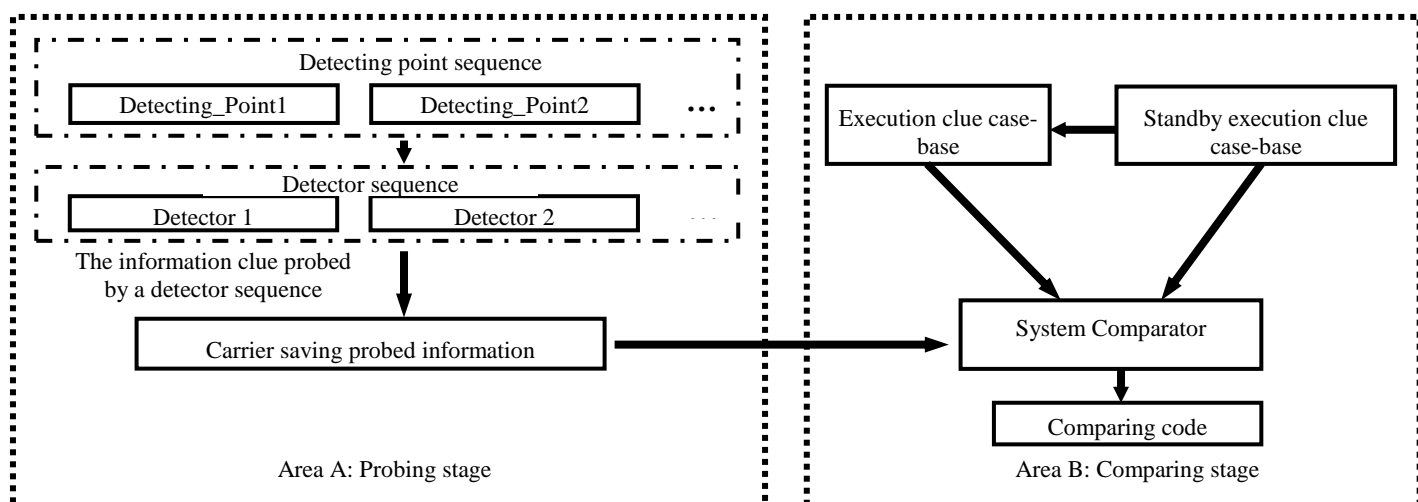 Detecting point sequence
Detecting_Point1
Detecting_Point2
...
Detector sequence
Detector 1
Detector 2
...
The information clue probed
by a detector sequence
Carrier saving probed information
Area A: Probing stage
Execution clue case-
base
Standby execution clue
case-base
System Comparator
Comparing code
Area B: Comparing stage